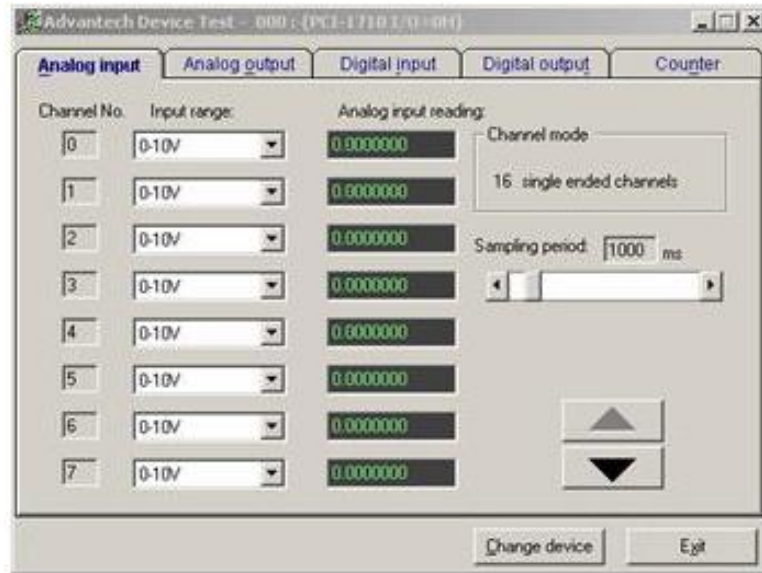 Advantech Device Test - 000 : {PCI-1710 I/O=0H}
Analog input Analog output Digital input Digital output Counter
Channel No. Input range: Analog input reading:
Channel mode
16 single ended channels
0 0-10V 0.0000000
1 0-10V 0.0000000
2 0-10V 0.0000000
Sampling period: 1000 ms
3 0-10V 0.0000000
4 0-10V 0.0000000
5 0-10V 0.0000000
6 0-10V 0.0000000
7 0-10V 0.0000000
Change device Exit